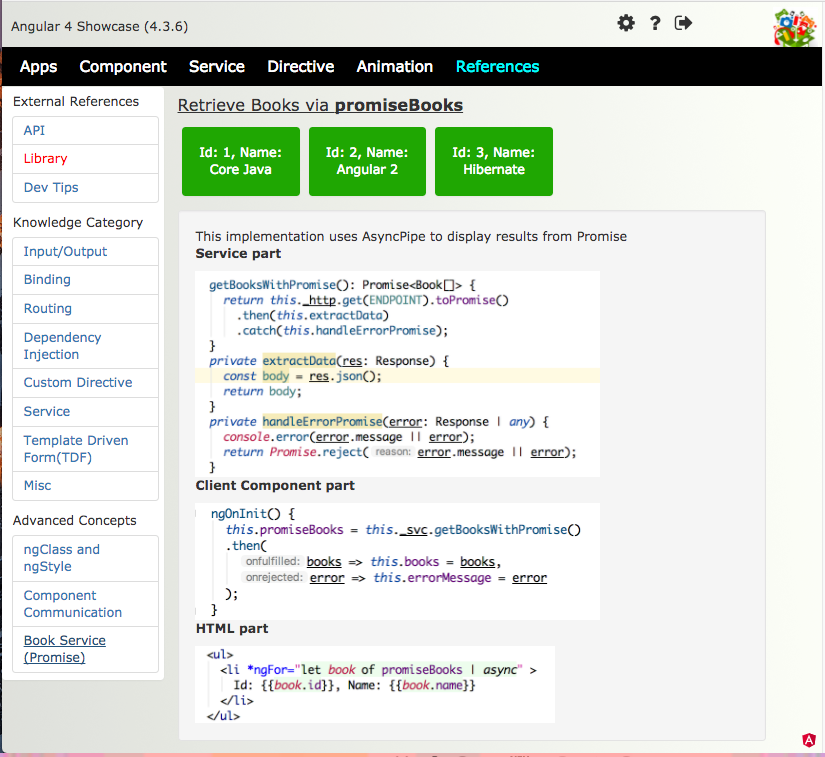 Angular 4 Showcase (4.3.6)
?
Apps Component Service Directive Animation References
External References
API
Library
Dev Tips
Knowledge Category
Input/Output
Binding
Routing
Dependency
Injection
Custom Directive
Service
Template Driven
Form(TDF)
Misc
Advanced Concepts
ngClass and
ngStyle
Component
Communication
Book Service
(Promise)
Retrieve Books via promiseBooks
Id: 1, Name:
Core Java
Id: 2, Name:
Angular 2
Id: 3, Name:
Hibernate
This implementation uses AsyncPipe to display results from Promise
Service part
getBooksWithPromise(): Promise<Book[]> {
return this._http.get(ENDPOINT).toPromise()
.then(this.extractData)
.catch(this.handleErrorPromise);
}
private extractData(res: Response) {
const body = res.json();
return body;
}
private handleErrorPromise(error: Response | any) {
console.error(error.message || error);
return Promise.reject( reason: error.message || error);
}
Client Component part
ngOnInit() {
this.promiseBooks = this._svc.getBooksWithPromise()
.then(
onfulfilled: books => this.books = books,
onrejected: error => this.errorMessage = error
);
}
HTML part
<ul>
<li *ngFor="let book of promiseBooks | async" >
Id: {{book.id}}, Name: {{book.name}}
</li>
</ul>
A